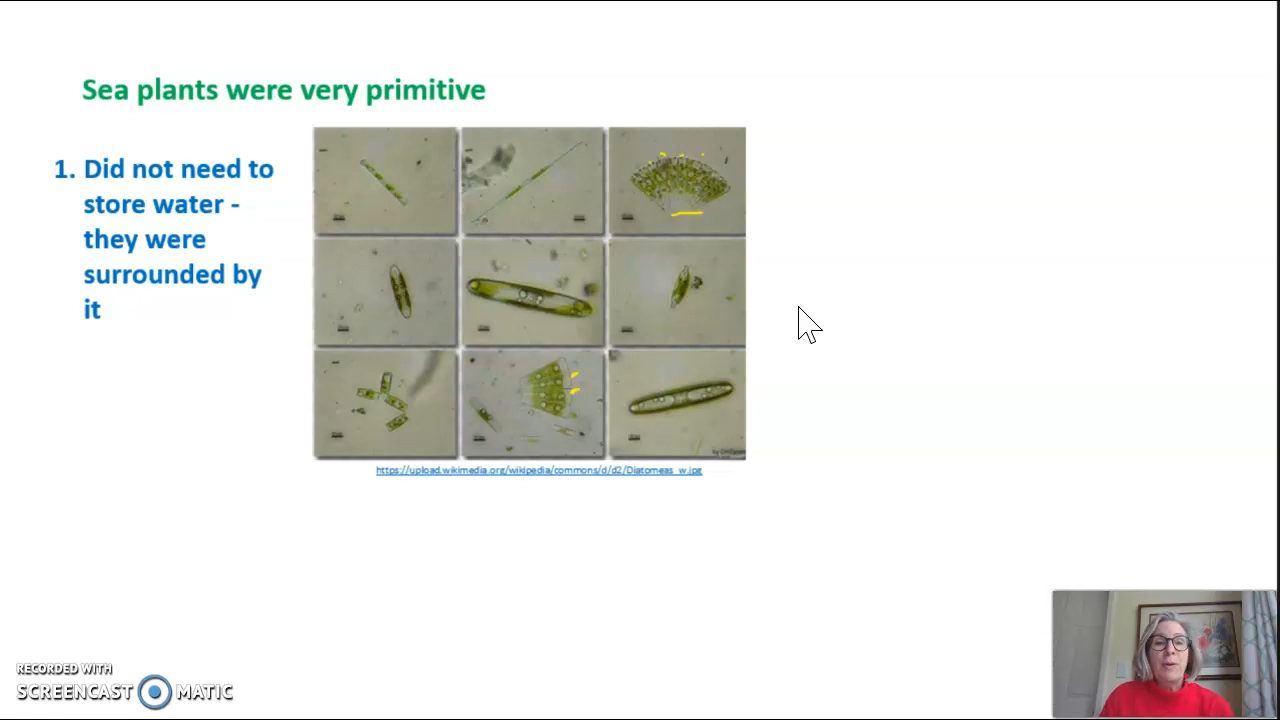 Sea plants were very primitive
1. Did not need to
store water -
they were
surrounded by
it
https://upload.wikimedia.org/wikipedia/commons/d/d2/Diatomeas_w.jpg
RECORDED WITH
SCREENCAST MATIC